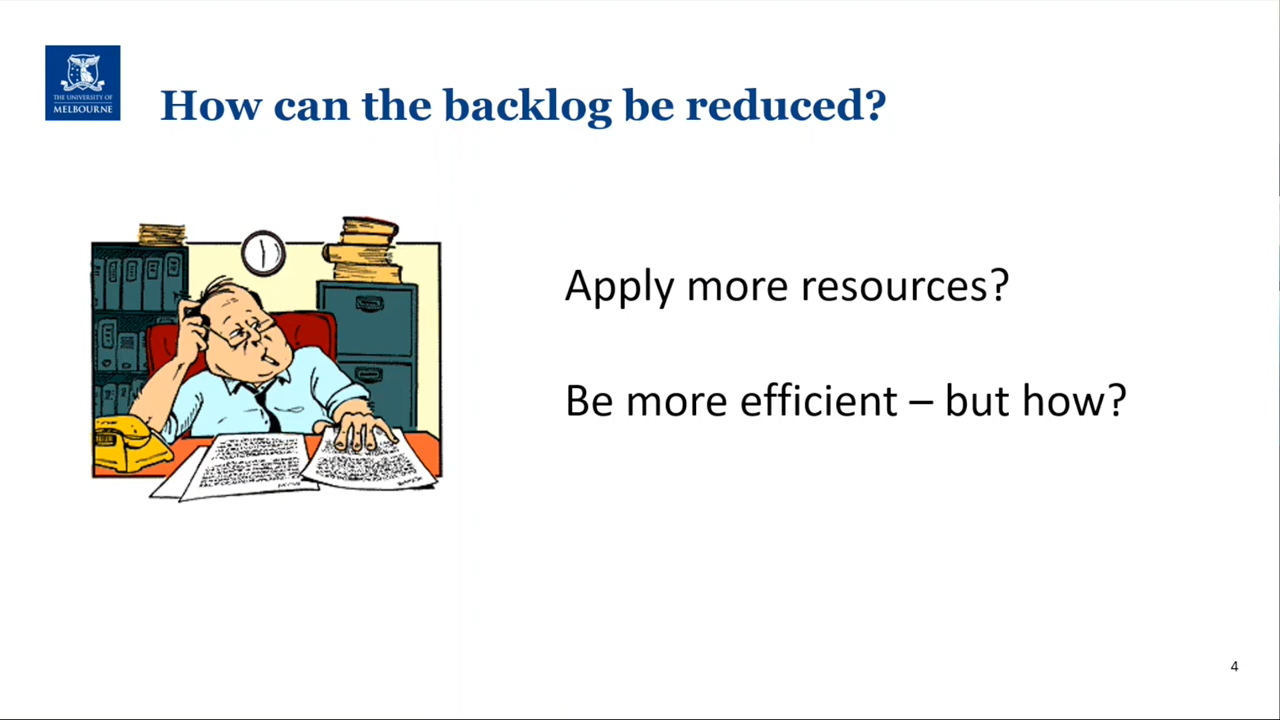 THE UNIVERSITY OF
MELBOURNE
How can the backlog be reduced?
Apply more resources?
Be more efficient – but how?
4